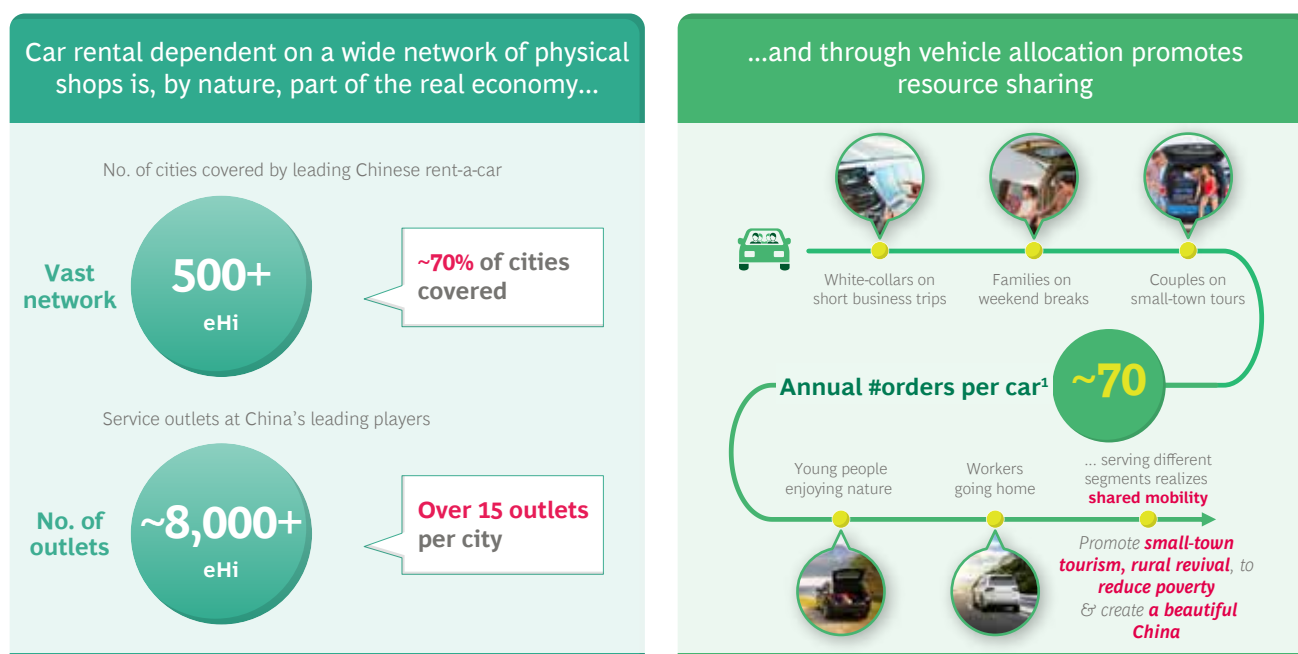 Car rental dependent on a wide network of physical
shops is, by nature, part of the real economy...
No. of cities covered by leading Chinese rent-a-car
Vast
network
500+
eHi
~70% of cities
covered
Service outlets at China's leading players
No. of
outlets
~8,000+
eHi
Over 15 outlets
per city
...and through vehicle allocation promotes
resource sharing
White-collars on
short business trips
Families on
weekend breaks
Couples on
small-town tours
Annual #orders per car¹
~70
Young people
enjoying nature
Workers
going home
... serving different
segments realizes
shared mobility
Promote small-town
tourism, rural revival, to
reduce poverty
& create a beautiful
China